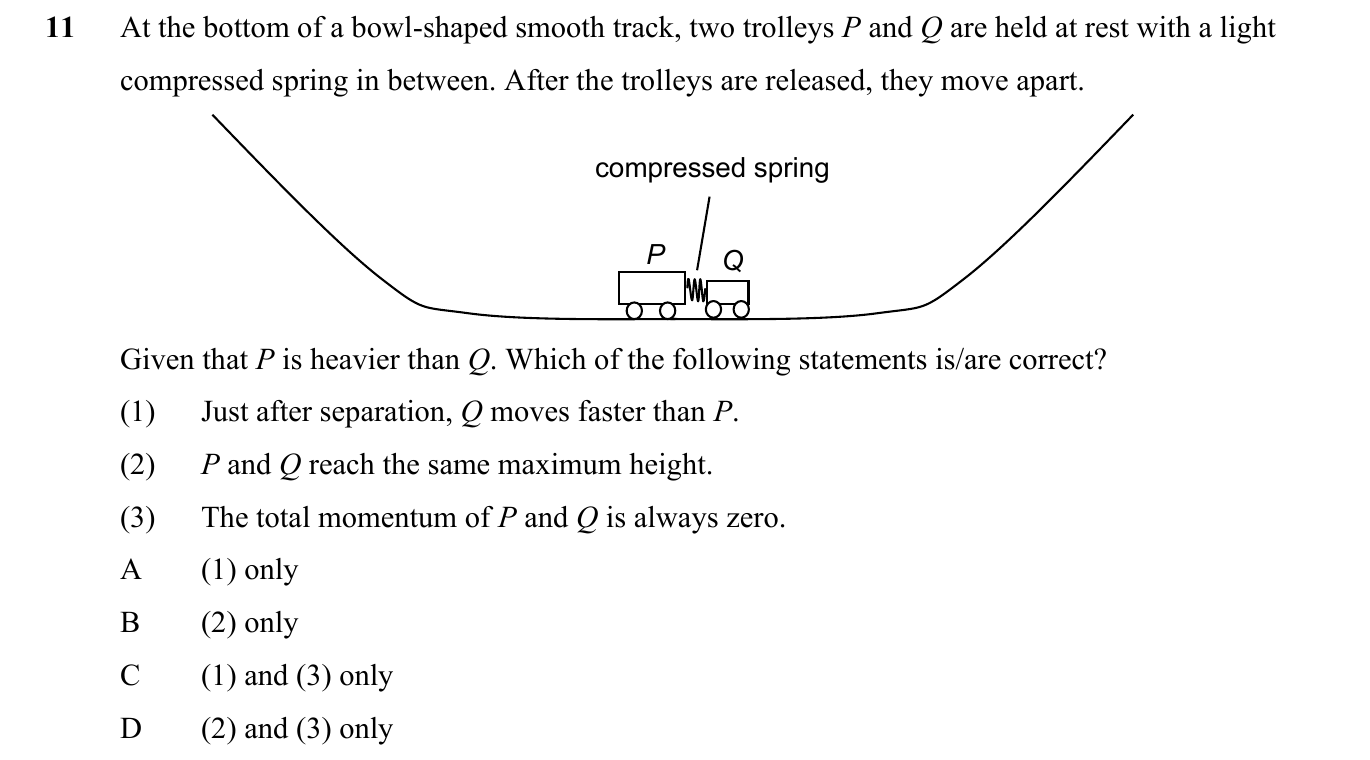 11 At the bottom of a bowl-shaped smooth track, two trolleys P and Q are held at rest with a light
compressed spring in between. After the trolleys are released, they move apart.
compressed spring
P
Q
Given that P is heavier than Q. Which of the following statements is/are correct?
(1) Just after separation, Q moves faster than P.
(2) P and Q reach the same maximum height.
(3) The total momentum of P and Q is always zero.
A (1) only
B (2) only
C (1) and (3) only
D (2) and (3) only